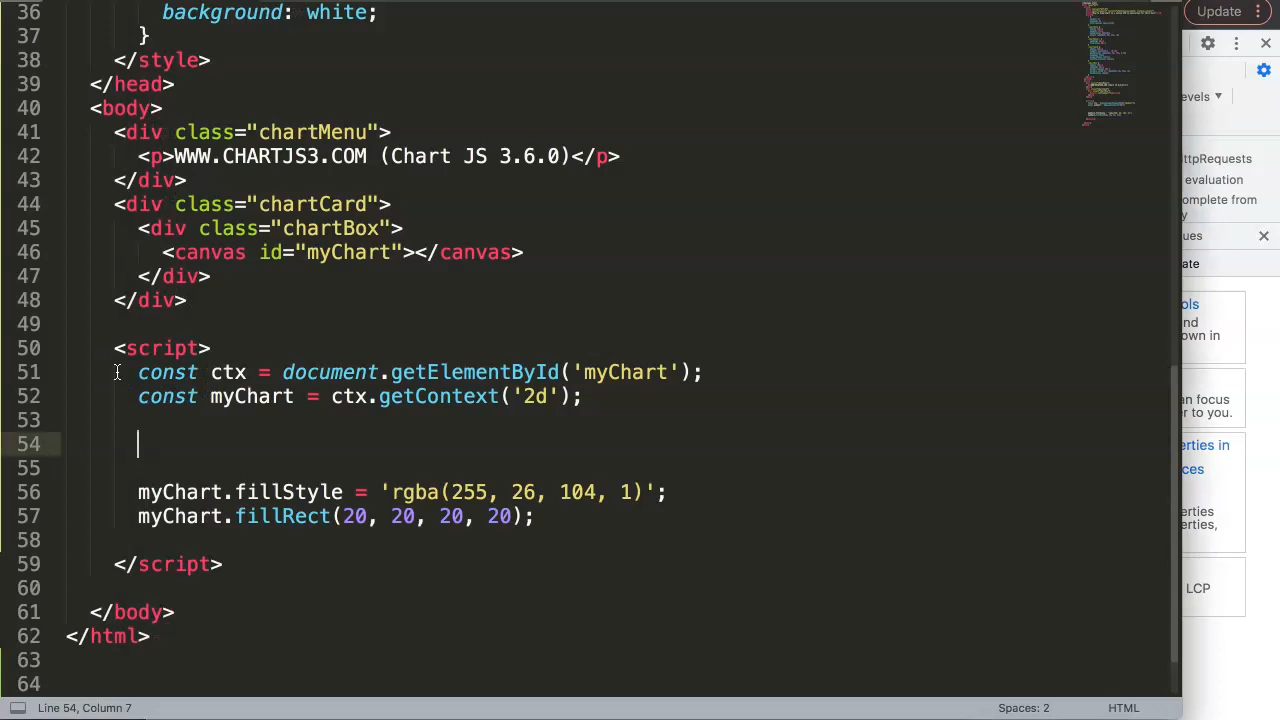 36 background: white;
37 }
38 </style>
39 </head>
40 <body>
41 <div class="chartMenu">
42 <p>WWW.CHARTJS3.COM (Chart JS 3.6.0)</p>
43 </div>
44 <div class="chartCard">
45 <div class="chartBox">
46 <canvas id="myChart"></canvas>
47 </div>
48 </div>
49
50 <script>
51 const ctx = document.getElementById('myChart');
52 const myChart = ctx.getContext('2d');
53
54
55
56 myChart.fillStyle = 'rgba(255, 26, 104, 1)';
57 myChart.fillRect(20, 20, 20, 20);
58
59 </script>
60
61 </body>
62 </html>
63
64
Line 54, Column 7
Spaces: 2
HTML
Update
evels
ttpRequests
evaluation
omplete from
y
ues
ate
ols
nd
own in
en focus
er to you.
erties in
ces
erties
perties,
LCP